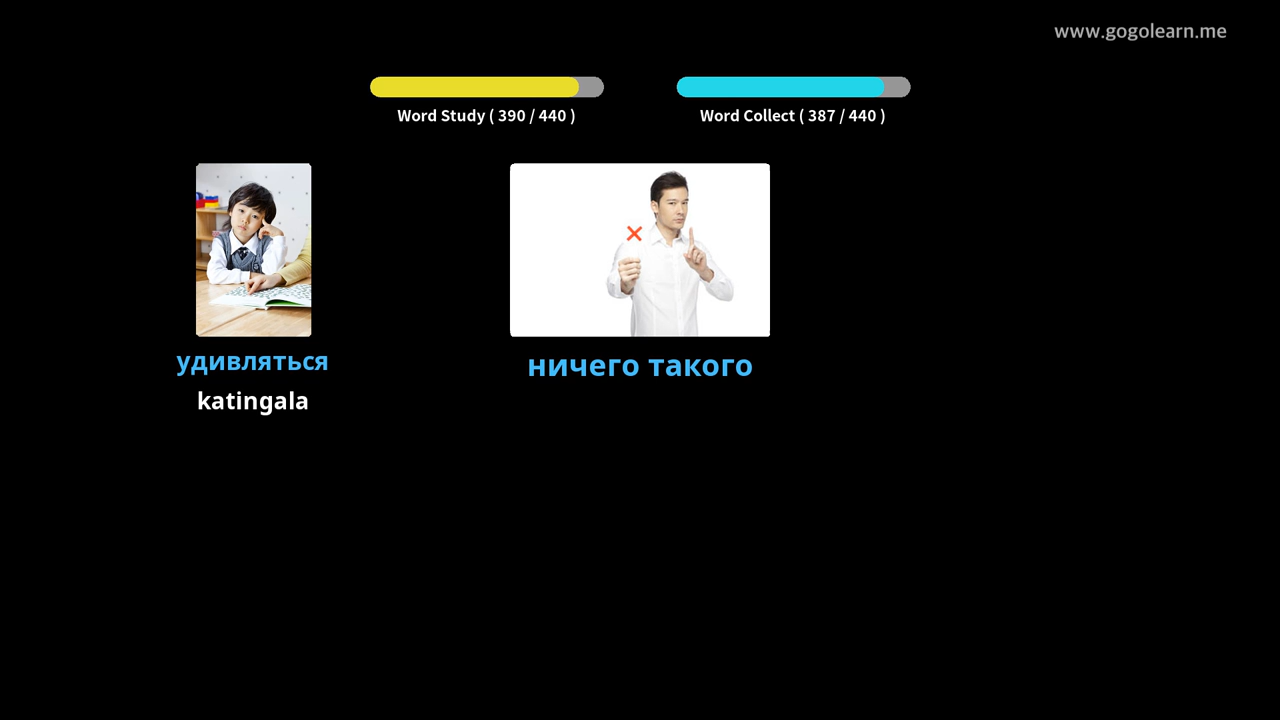 www.gogolearn.me
Word Study ( 390 / 440 )
Word Collect ( 387 / 440 )
удивляться
katingala
ничего такого